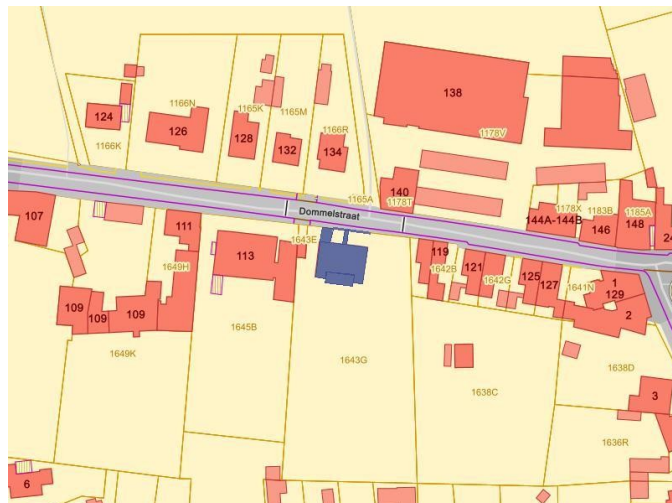 138
1166N
1165K
1165M
124
126
128
132
134
1166R
1166K
1178V
1165A
140
1178T
Dommelstraat
144A-144B
1178X
1183B
1185A
146
148
24
107
111
113
1643E
119
1642B
121
1642G
125
127
1641N
1
129
2
1649H
109
109
109
1645B
1649K
1643G
1638C
1638D
3
1636R
6